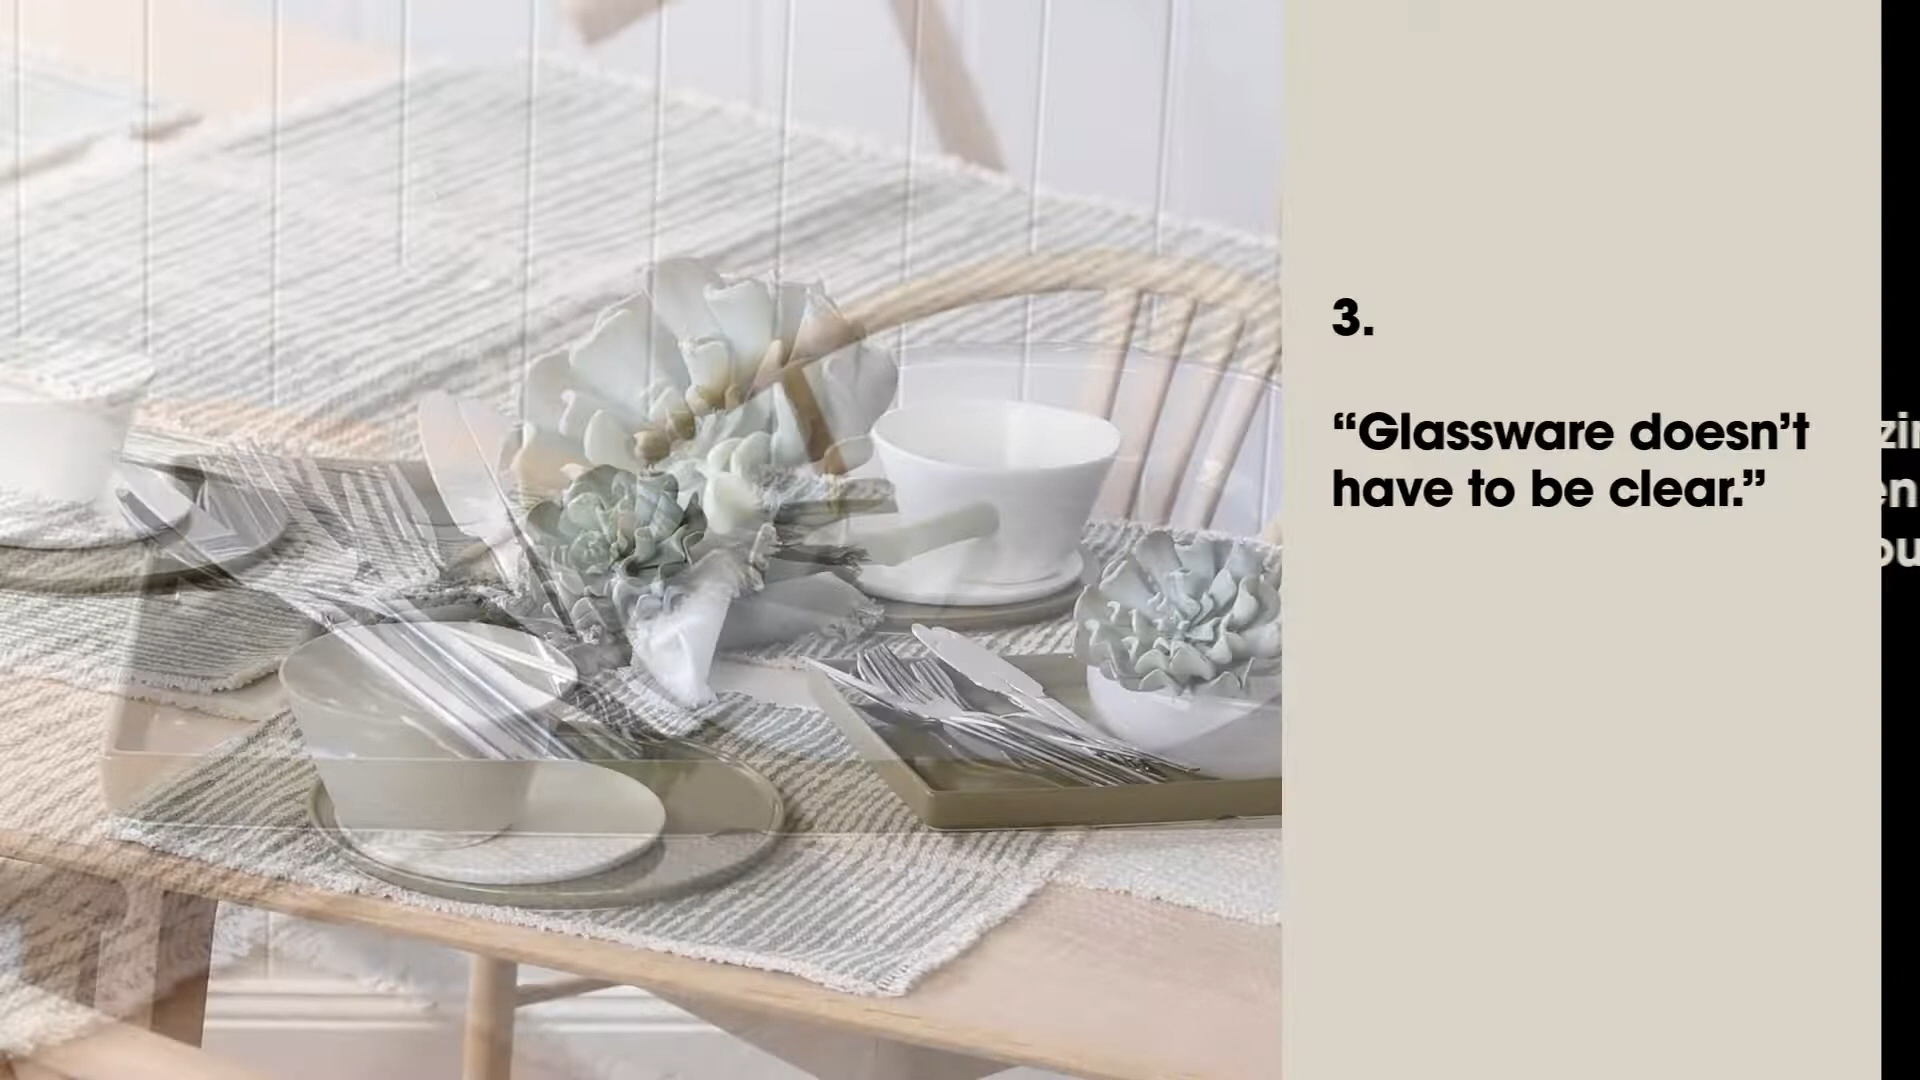 3.
“Glassware doesn’t
have to be clear.”